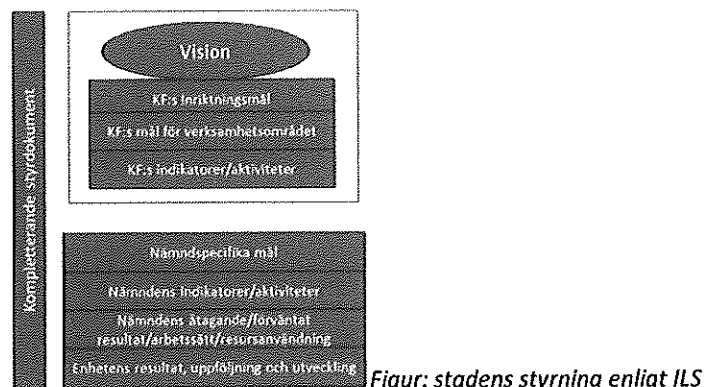 Kompletterande styrdokument
Vision
KF:s inriktningsmål
KF:s mål för verksamhetsområdet
KF:s indikatorer/aktiviteter
Nämndspecifika mål
Nämndens indikatorer/aktiviteter
Nämndens åtagande/förväntat
resultat/arbetssätt/resursanvändning
Enhetens resultat, uppföljning och utveckling
Figur: stadens styrning enligt ILS